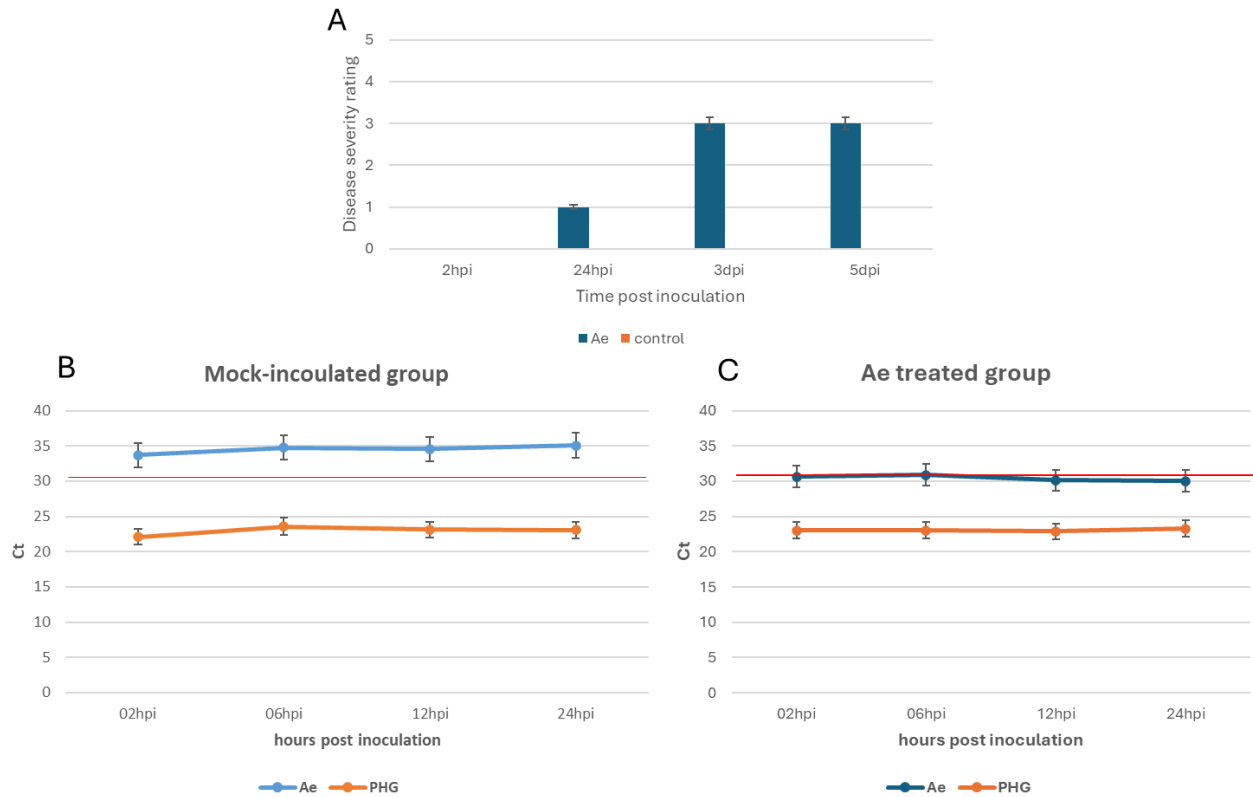 A
5
4
3
2
1
0
Disease severity rating
2hpi 24hpi 3dpi 5dpi
Time post inoculation
Ae control
B
Mock-incoulated group
40
35
30
25
20
15
10
5
0
Ct
02hpi 06hpi 12hpi 24hpi
hours post inoculation
Ae PHG
C
Ae treated group
40
35
30
25
20
15
10
5
0
Ct
02hpi 06hpi 12hpi 24hpi
hours post inoculation
Ae PHG